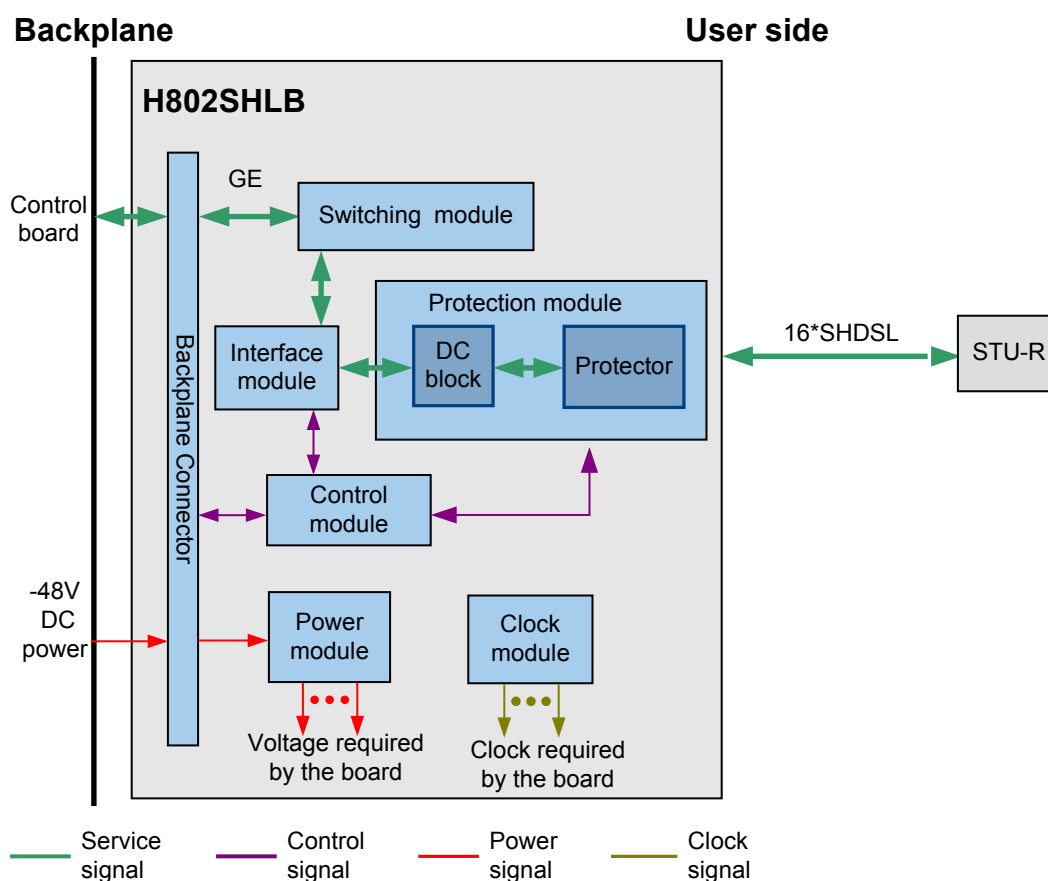 Backplane
User side
H802SHLB
GE
Switching module
Control
board
Protection module
16*SHDSL
Interface
module
DC
block
Protector
STU-R
Backplane Connector
Control
module
-48V
DC
power
Power
module
Clock
module
Voltage required
by the board
Clock required
by the board
Service
signal
Control
signal
Power
signal
Clock
signal